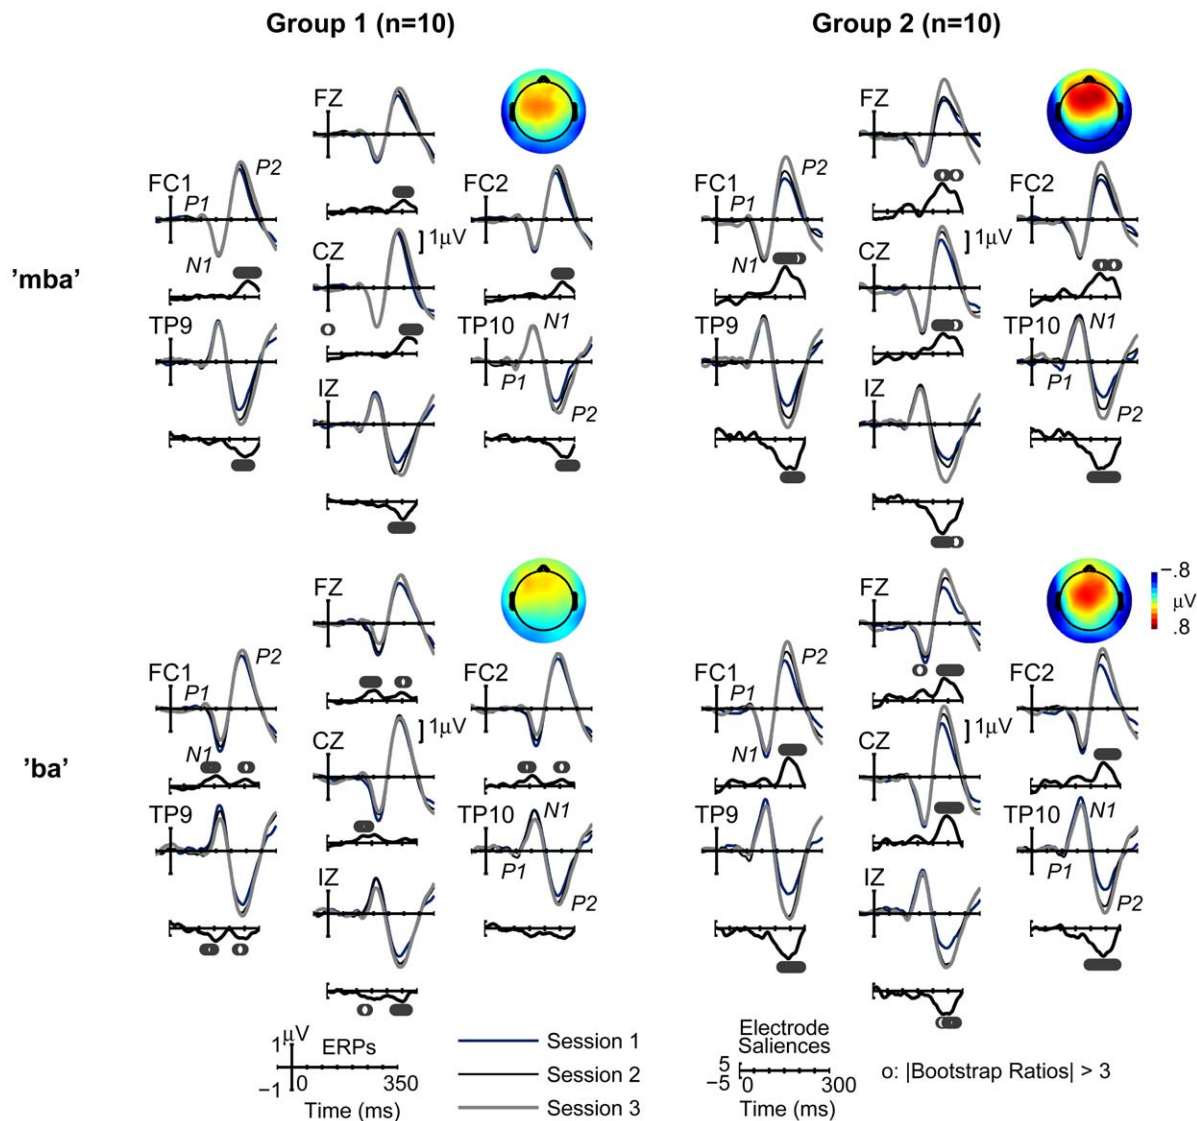 Group 1 (n=10)
Group 2 (n=10)
'mba'
FZ
FC1
P1
P2
N1
FC2
CZ
1μV
TP9
TP10
N1
P1
P2
IZ
FZ
FC1
P1
P2
N1
FC2
CZ
1μV
TP9
TP10
N1
P1
P2
IZ
'ba'
FZ
FC1
P1
P2
N1
FC2
CZ
1μV
TP9
TP10
N1
P1
P2
IZ
FZ
−.8
μV
.8
FC1
P1
P2
N1
FC2
CZ
1μV
TP9
TP10
N1
P1
P2
IZ
μV
1
ERPs
−1
0
350
Time (ms)
Session 1
Session 2
Session 3
Electrode
Saliences
5
−5
0
300
Time (ms)
o: |Bootstrap Ratios| > 3